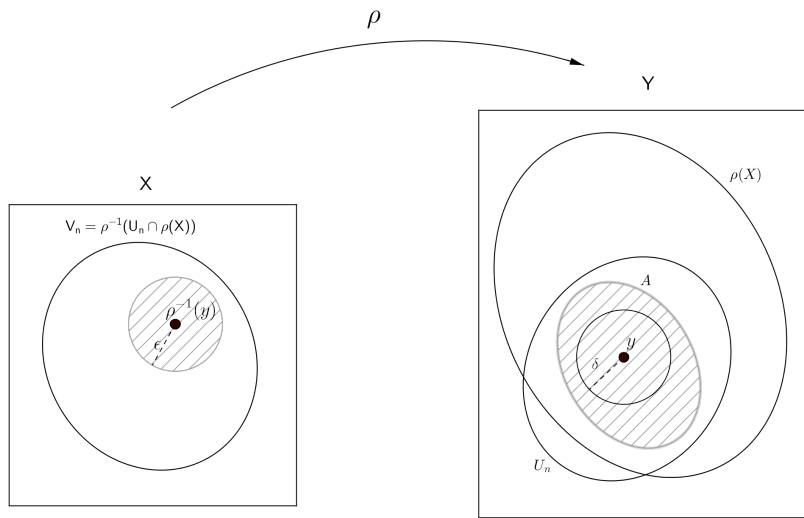 ρ
X
Y
Vₙ = ρ⁻¹(Uₙ ∩ ρ(X))
ρ⁻¹(y)
ϵ
ρ(X)
A
y
δ
Uₙ